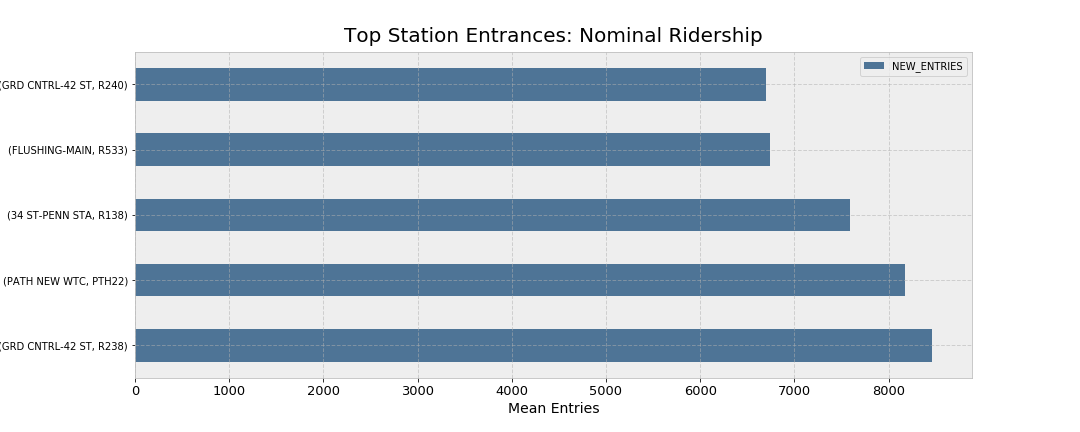 Top Station Entrances: Nominal Ridership
NEW_ENTRIES
(GRD CNTRL-42 ST, R240)
(FLUSHING-MAIN, R533)
(34 ST-PENN STA, R138)
(PATH NEW WTC, PTH22)
(GRD CNTRL-42 ST, R238)
0 1000 2000 3000 4000 5000 6000 7000 8000
Mean Entries